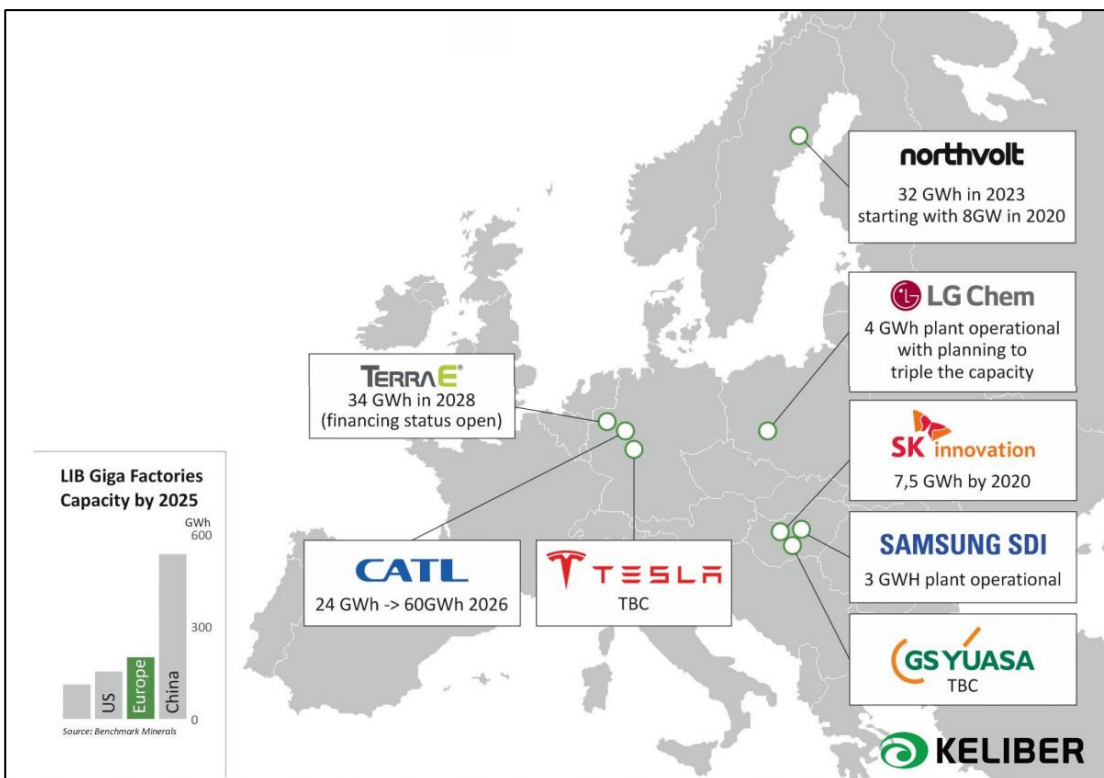 northvolt
32 GWh in 2023
starting with 8GW in 2020
LG Chem
4 GWh plant operational
with planning to
triple the capacity
TERRAE®
34 GWh in 2028
(financing status open)
SK innovation
7,5 GWh by 2020
SAMSUNG SDI
3 GWH plant operational
CATL
24 GWh -> 60GWh 2026
TESLA
TBC
GS YUASA
TBC
LIB Giga Factories
Capacity by 2025
GWh
600
300
0
US
Europe
China
Source: Benchmark Minerals
KELIBER